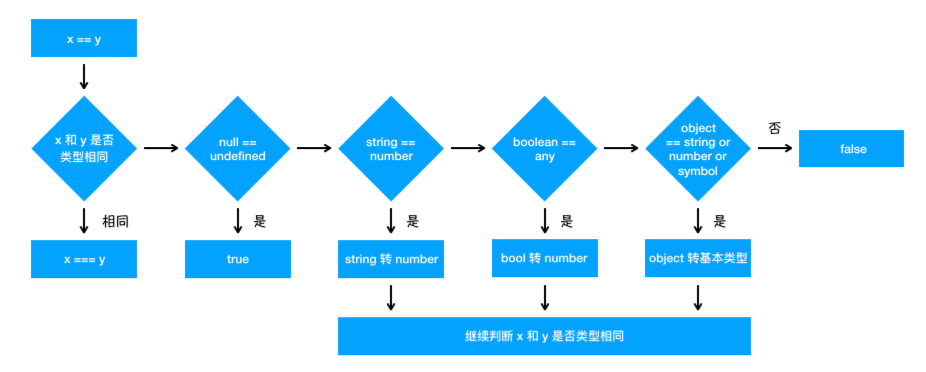 x == y
x 和 y 是否
类型相同
null ==
undefined
string ==
number
boolean ==
any
object
== string or
number or
symbol
否
false
相同
是
是
是
是
x === y
true
string 转 number
bool 转 number
object 转基本类型
继续判断 x 和 y 是否类型相同